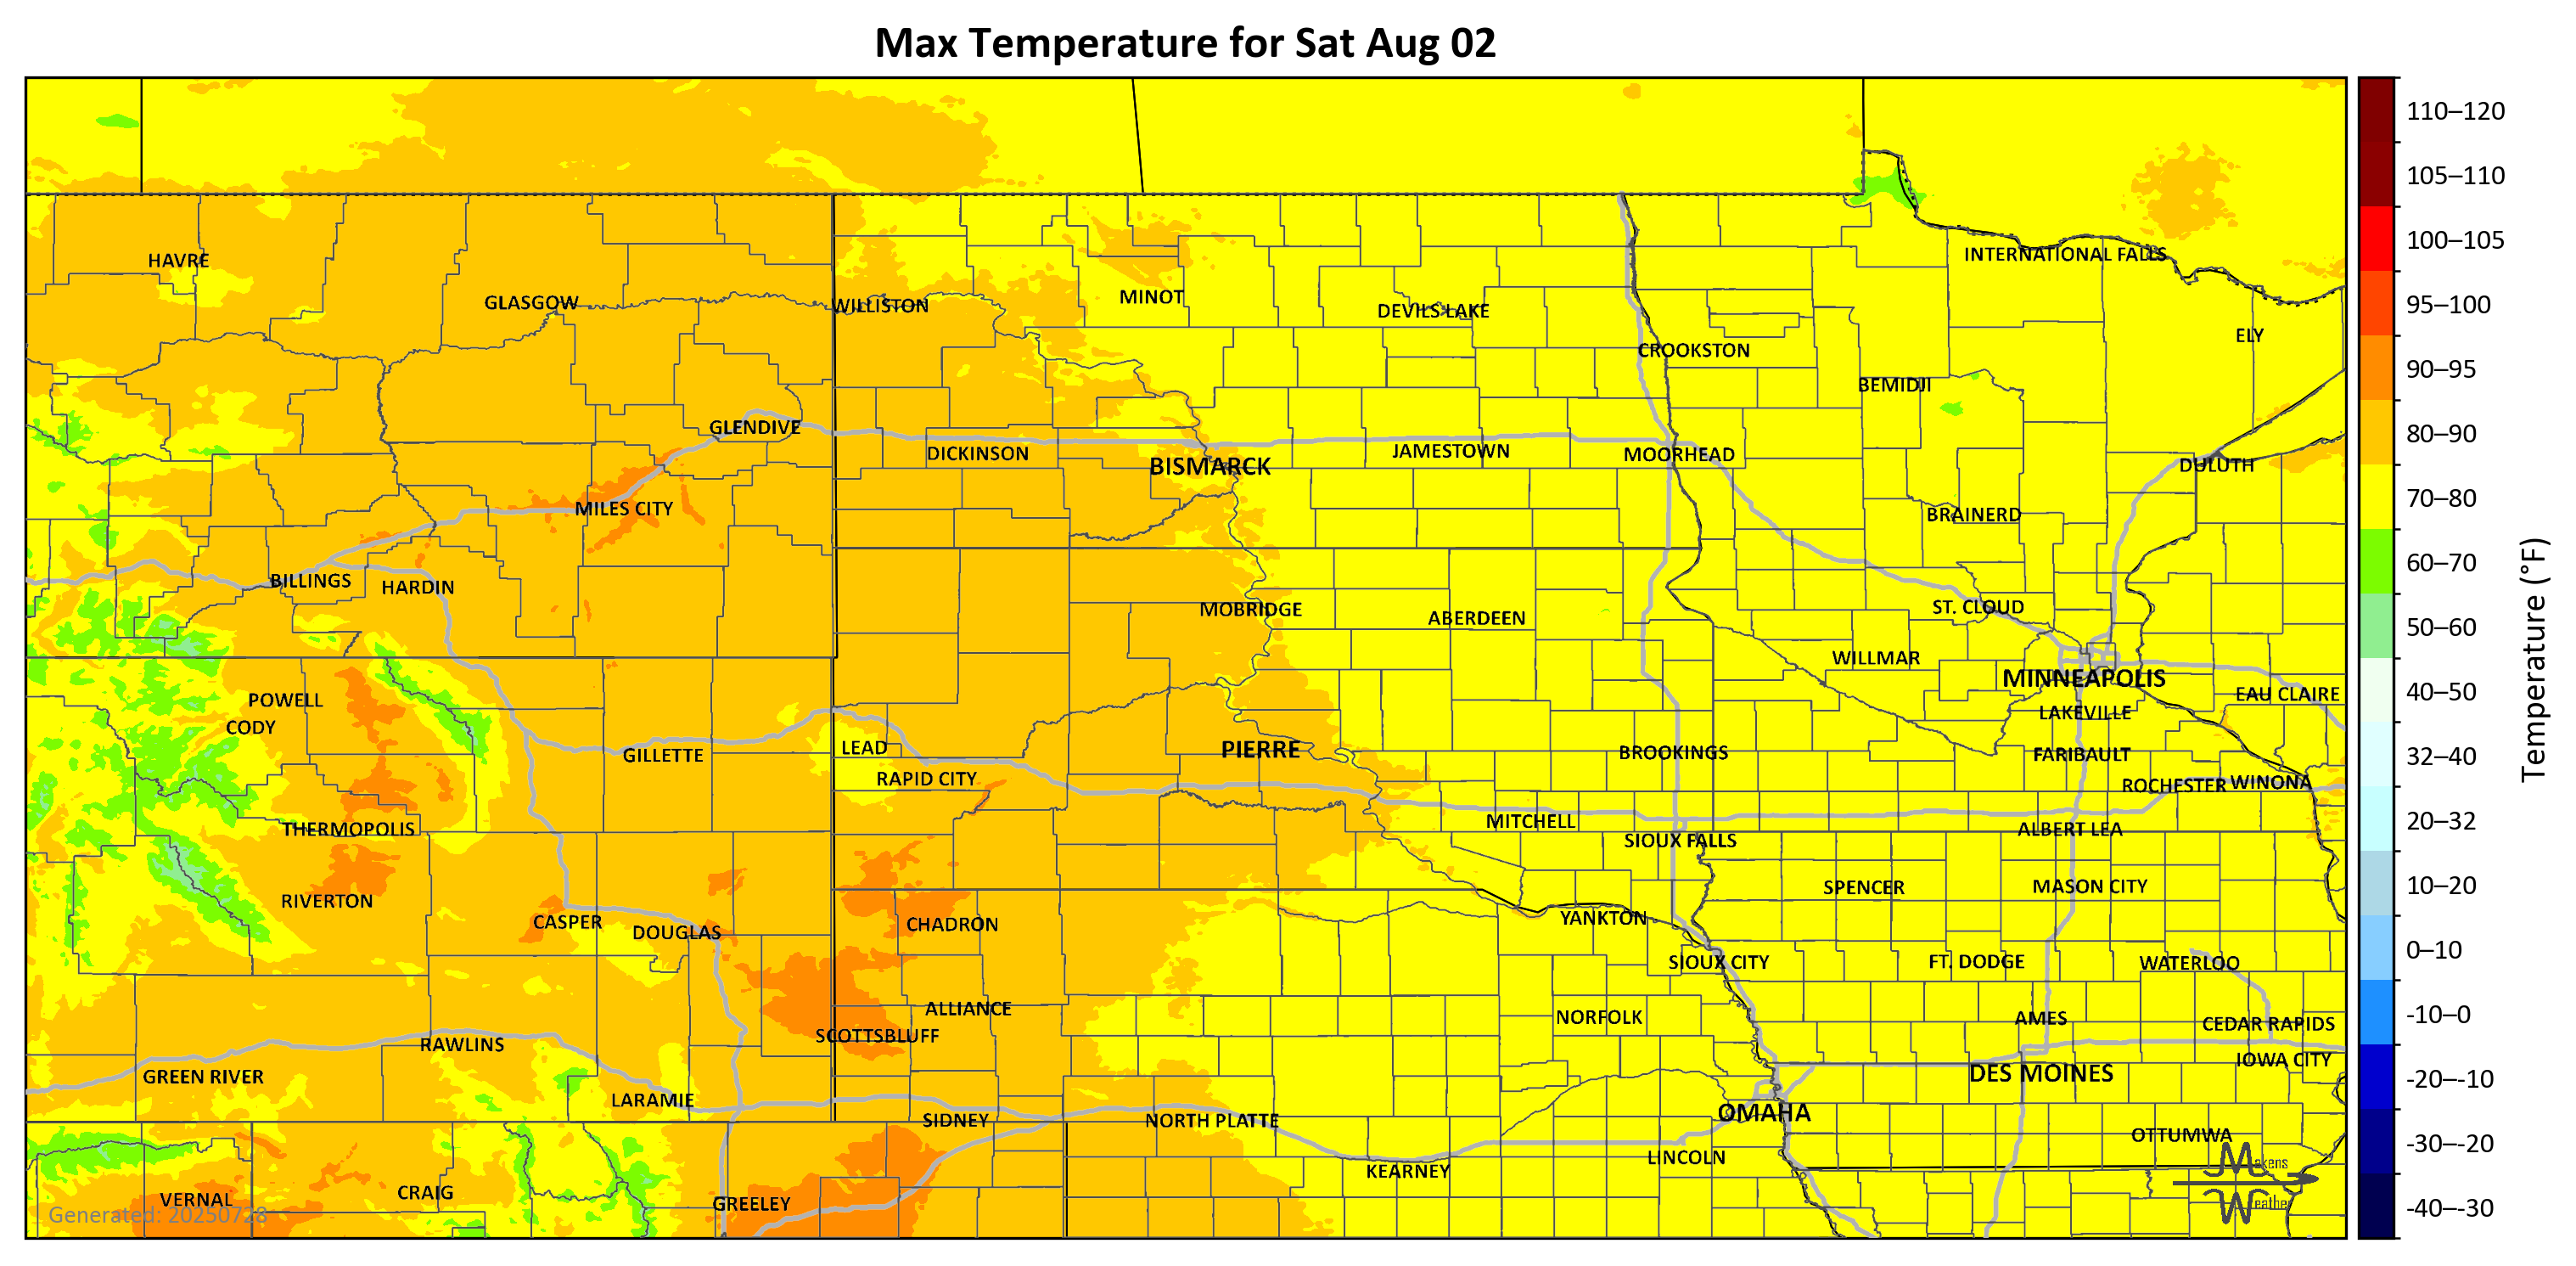 Max Temperature for Sat Aug 02
110–120
105–110
100–105
95–100
90–95
80–90
70–80
60–70
50–60
40–50
32–40
20–32
10–20
0–10
-10–0
-20–-10
-30–-20
-40–-30
Temperature (°F)
HAVRE
GLASGOW
WILLISTON
MINOT
DEVILS LAKE
INTERNATIONAL FALLS
ELY
CROOKSTON
BEMIDJI
GLENDIVE
DICKINSON
BISMARCK
JAMESTOWN
MOORHEAD
DULUTH
MILES CITY
BRAINERD
BILLINGS
HARDIN
MOBRIDGE
ABERDEEN
ST. CLOUD
WILLMAR
MINNEAPOLIS
EAU CLAIRE
LAKEVILLE
POWELL
CODY
GILLETTE
LEAD
PIERRE
BROOKINGS
FARIBAULT
RAPID CITY
ROCHESTER
WINONA
THERMOPOLIS
MITCHELL
SIOUX FALLS
ALBERT LEA
RIVERTON
SPENCER
MASON CITY
CASPER
DOUGLAS
CHADRON
YANKTON
SIOUX CITY
FT. DODGE
WATERLOO
ALLIANCE
NORFOLK
AMES
CEDAR RAPIDS
SCOTTSBLUFF
RAWLINS
IOWA CITY
GREEN RIVER
DES MOINES
LARAMIE
SIDNEY
NORTH PLATTE
OMAHA
OTTUMWA
KEARNEY
LINCOLN
VERNAL
CRAIG
GREELEY
Generated: 20250728
Makens
Weather